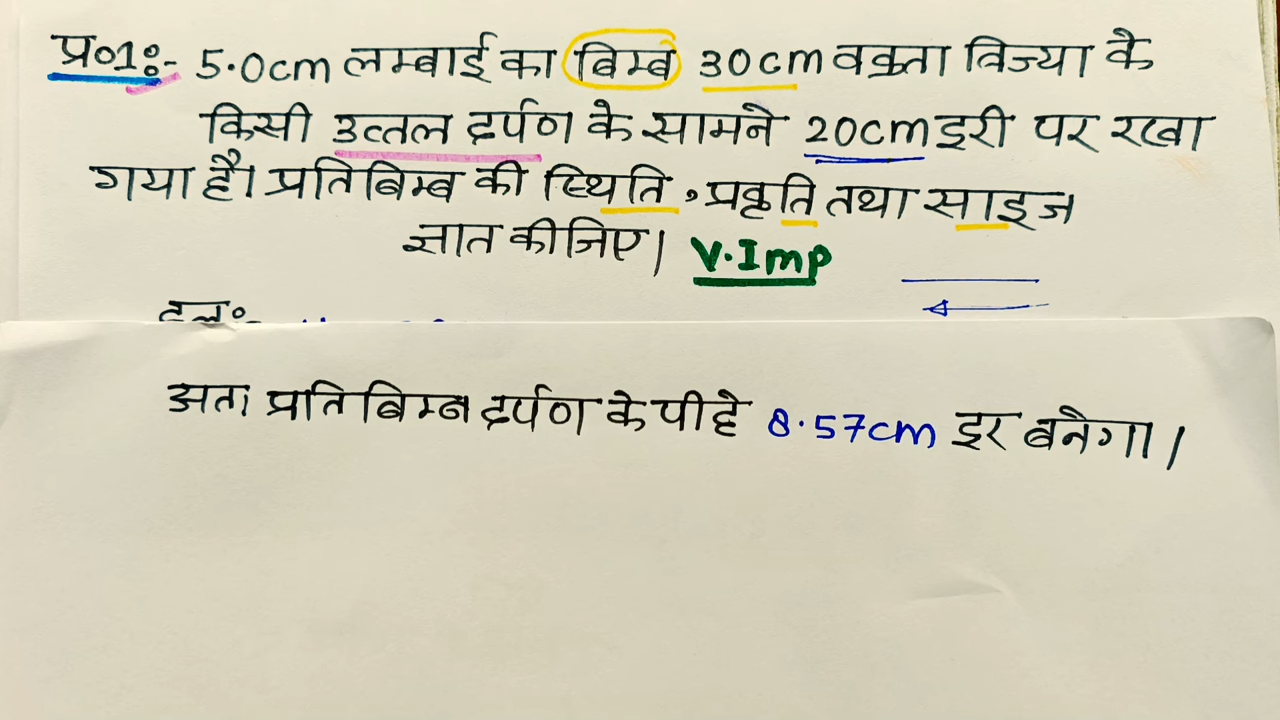 प्र०1ः- 5.0cm लम्बाई का बिम्ब 30cm वक्रता त्रिज्या के
किसी उत्तल दर्पण के सामने 20cm दूरी पर रखा
गया है। प्रतिबिम्ब की स्थिति, प्रकृति तथा साइज
ज्ञात कीजिए। V.Imp
अतः प्रतिबिम्ब दर्पण के पीछे 8.57cm दूर बनेगा।